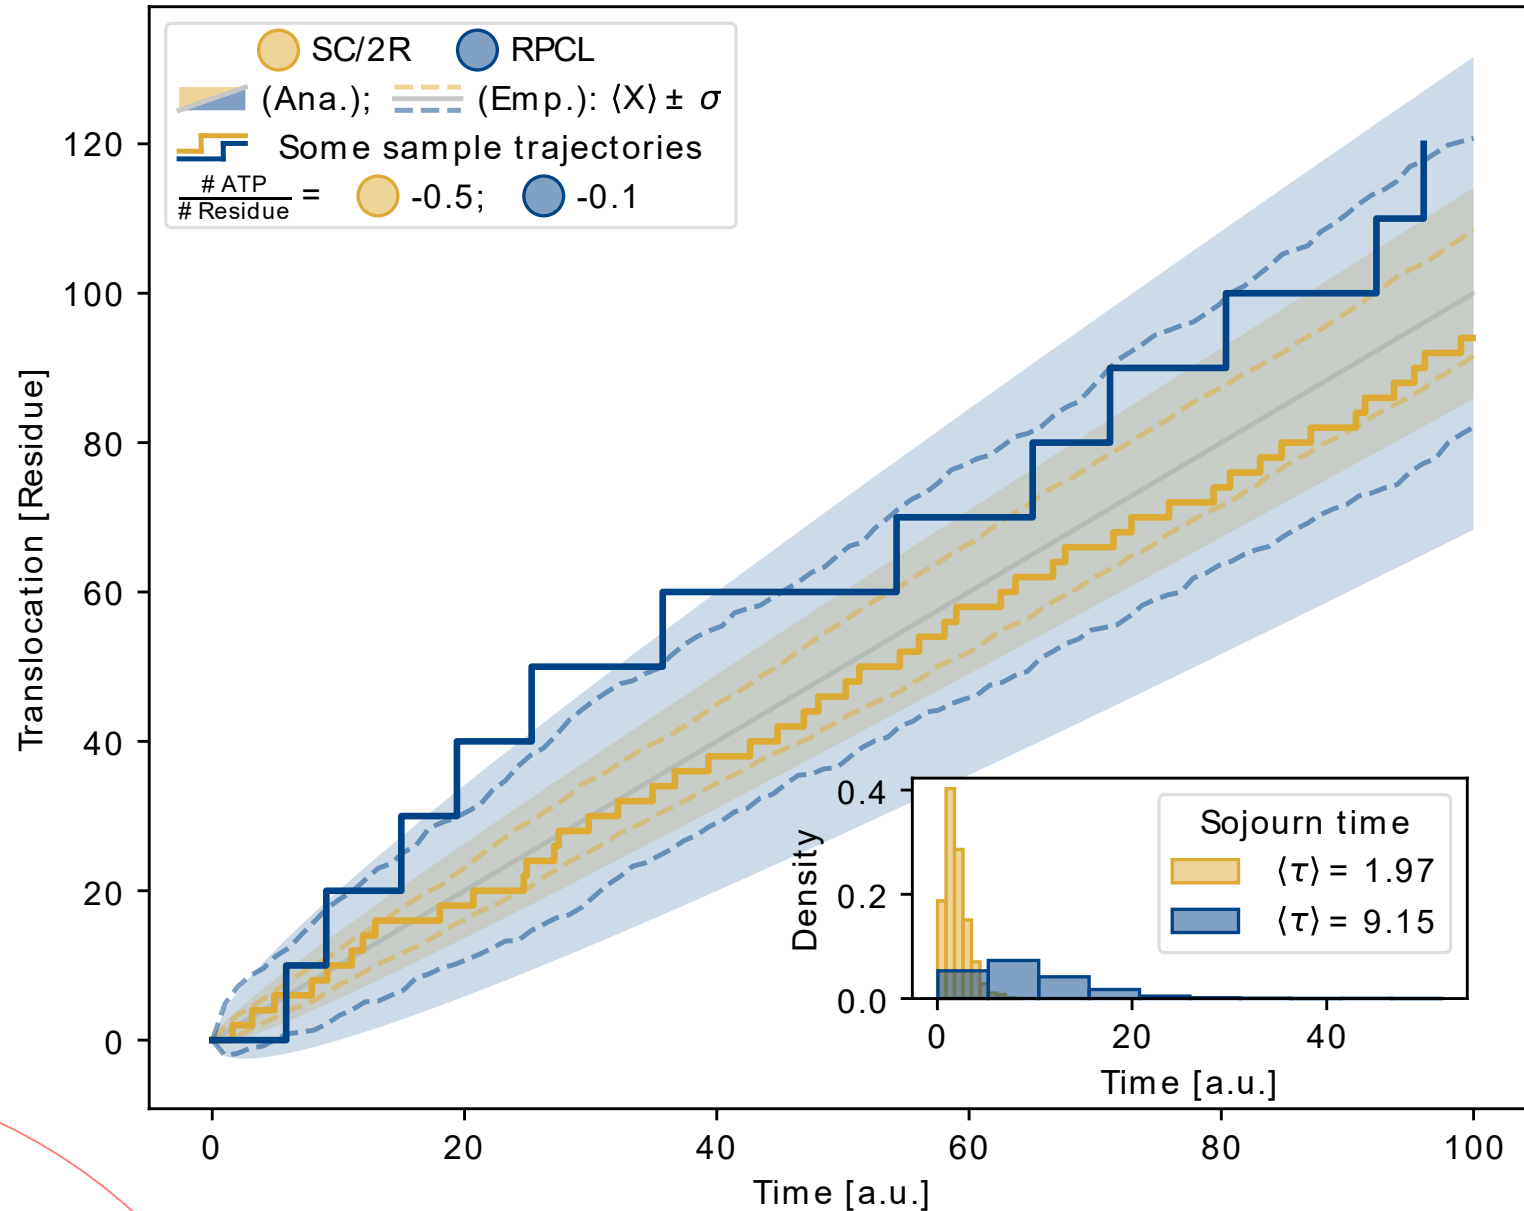 SC/2R RPCL
(Ana.); (Emp.): ⟨X⟩ ± σ
Some sample trajectories
# ATP
# Residue
= -0.5; -0.1
Translocation [Residue]
120
100
80
60
40
20
0
0 20 40 60 80 100
Time [a.u.]
Density
0.4
0.2
0.0
Sojourn time
⟨τ⟩ = 1.97
⟨τ⟩ = 9.15
0 20 40
Time [a.u.]